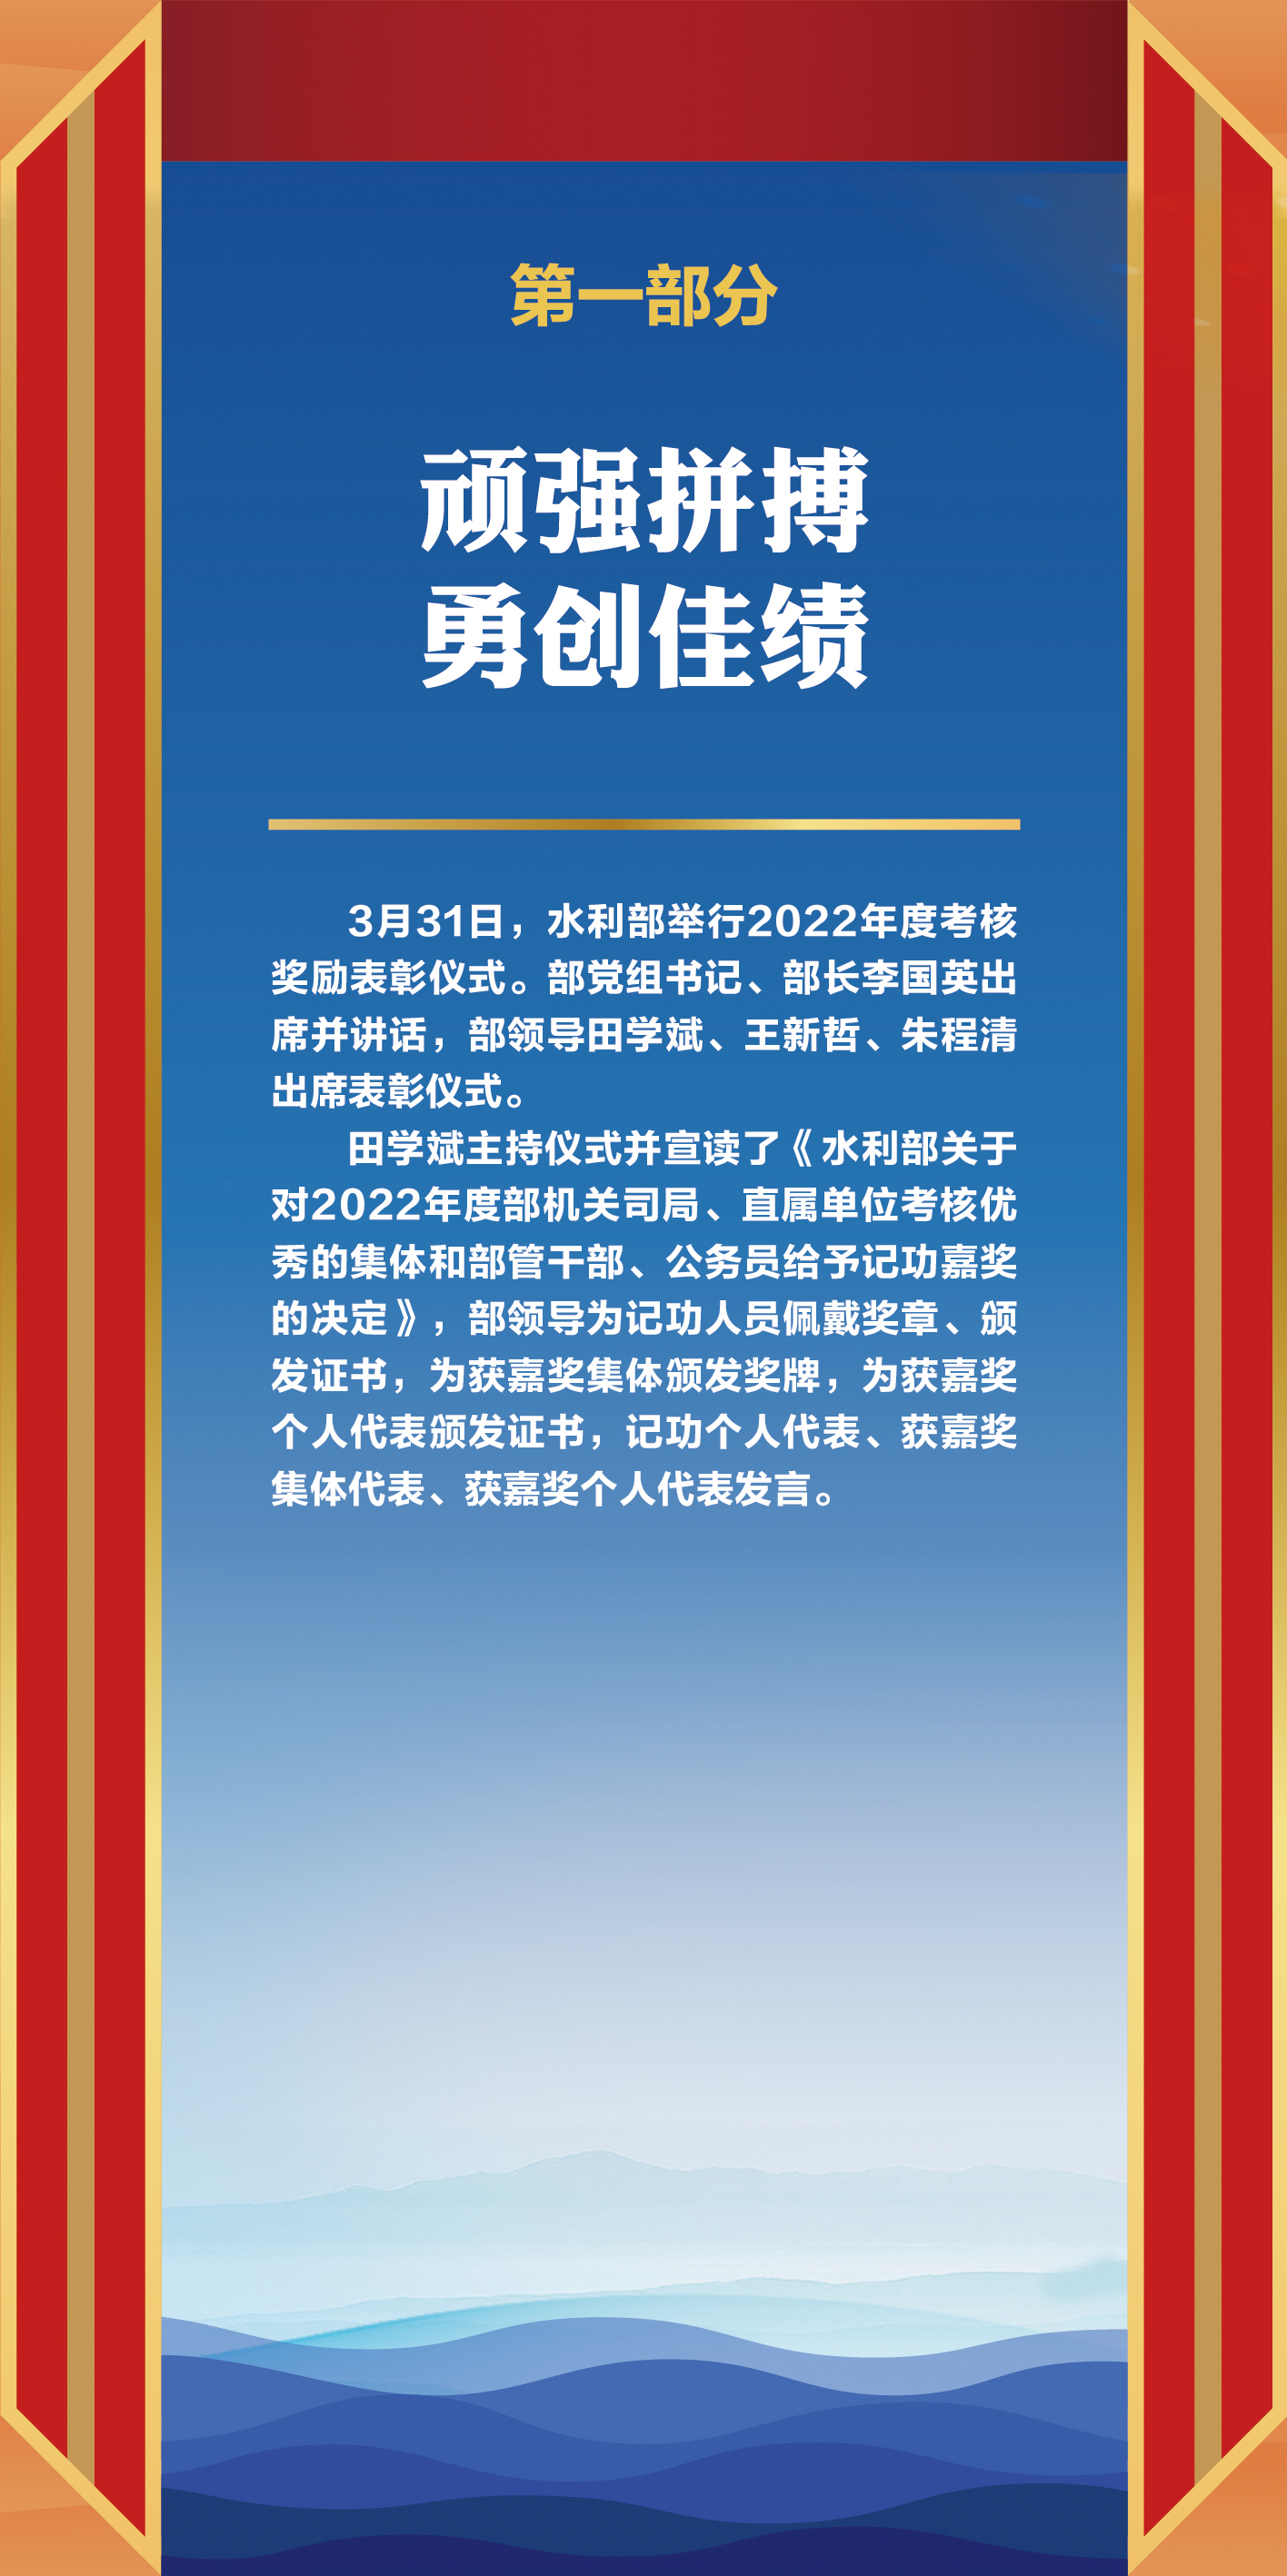 第一部分
顽强拼搏
勇创佳绩
3月31日，水利部举行2022年度考核
奖励表彰仪式。部党组书记、部长李国英出
席并讲话，部领导田学斌、王新哲、朱程清
出席表彰仪式。
田学斌主持仪式并宣读了《水利部关于
对2022年度部机关司局、直属单位考核优
秀的集体和部管干部、公务员给予记功嘉奖
的决定》，部领导为记功人员佩戴奖章、颁
发证书，为获嘉奖集体颁发奖牌，为获嘉奖
个人代表颁发证书，记功个人代表、获嘉奖
集体代表、获嘉奖个人代表发言。